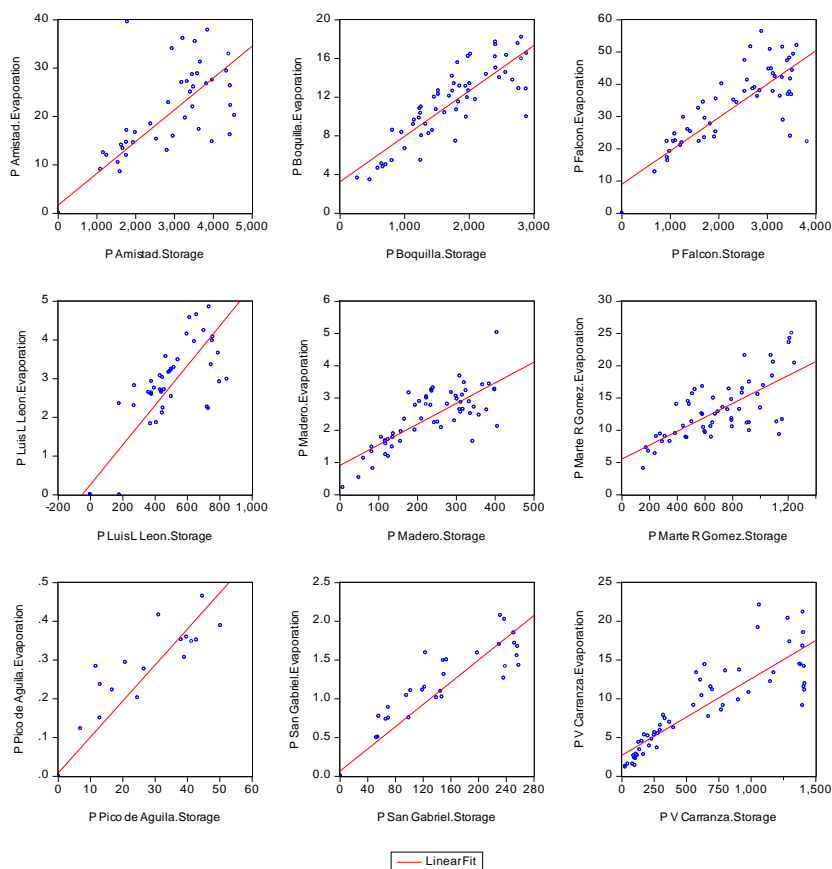 40
30
20
10
0
0 1,000 2,000 3,000 4,000 5,000
P Amistad.Storage
P Amistad.Evaporation
20
16
12
8
4
0
0 1,000 2,000 3,000
P Boquilla.Storage
P Boquilla.Evaporation
60
50
40
30
20
10
0
0 1,000 2,000 3,000 4,000
P Falcon.Storage
P Falcon.Evaporation
5
4
3
2
1
0
-200 0 200 400 600 800 1,000
P LuisL Leon.Storage
P Luis L Leon.Evaporation
6
5
4
3
2
1
0
0 100 200 300 400 500
P Madero.Storage
P Madero.Evaporation
30
25
20
15
10
5
0
0 400 800 1,200
P Marte R Gomez.Storage
P Marte R Gomez.Evaporation
.5
.4
.3
.2
.1
.0
0 10 20 30 40 50 60
P Pico de Aguila.Storage
P Pico de Aguila.Evaporation
2.5
2.0
1.5
1.0
0.5
0.0
0 40 80 120 160 200 240 280
P San Gabriel.Storage
P San Gabriel.Evaporation
25
20
15
10
5
0
0 250 500 750 1,000 1,500
P V Carranza.Storage
P V Carranza.Evaporation
LinearFit